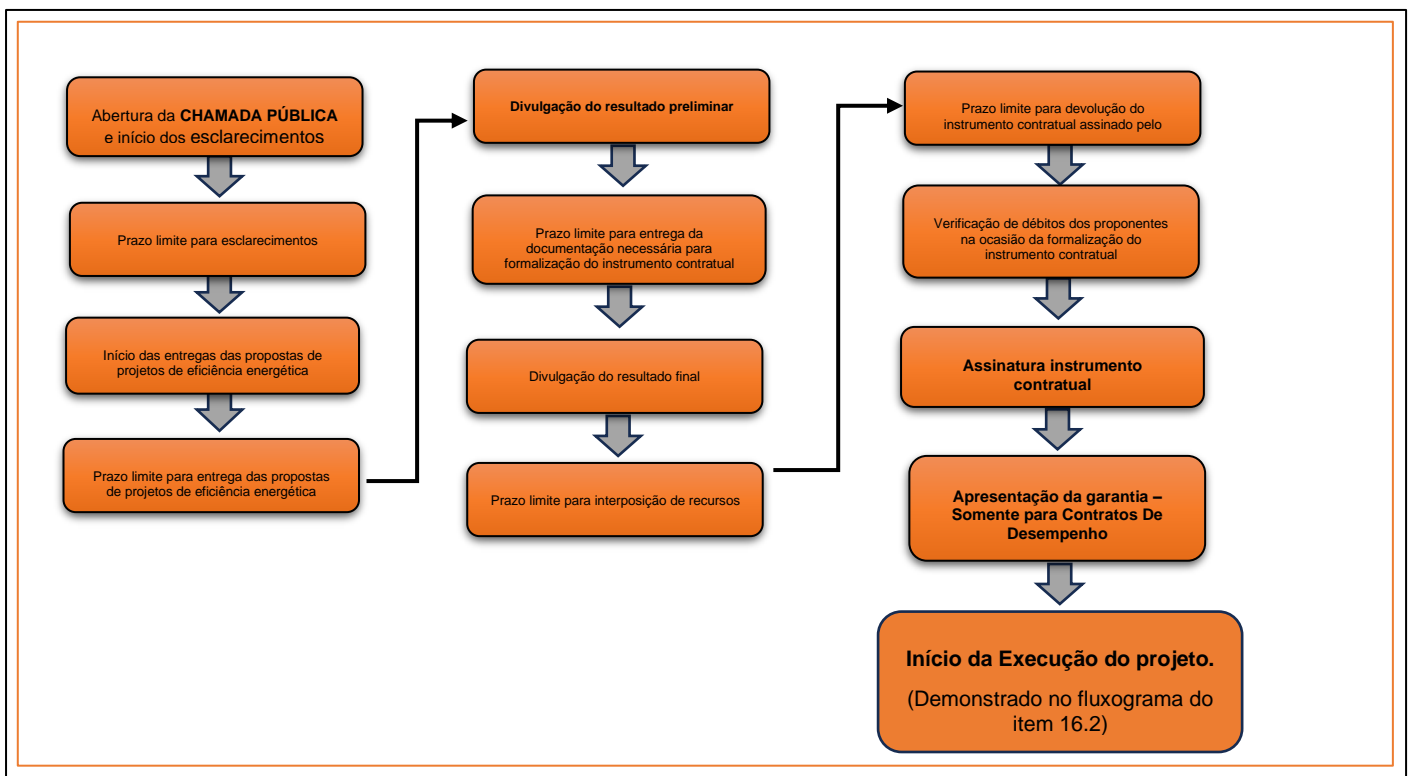 Abertura da CHAMADA PÚBLICA
e início dos esclarecimentos
Prazo limite para esclarecimentos
Início das entregas das propostas de
projetos de eficiência energética
Prazo limite para entrega das propostas
de projetos de eficiência energética
Divulgação do resultado preliminar
Prazo limite para entrega da
documentação necessária para
formalização do instrumento contratual
Divulgação do resultado final
Prazo limite para interposição de recursos
Prazo limite para devolução do
instrumento contratual assinado pelo
Verificação de débitos dos proponentes
na ocasião da formalização do
instrumento contratual
Assinatura instrumento
contratual
Apresentação da garantia –
Somente para Contratos De
Desempenho
Início da Execução do projeto.
(Demonstrado no fluxograma do
item 16.2)